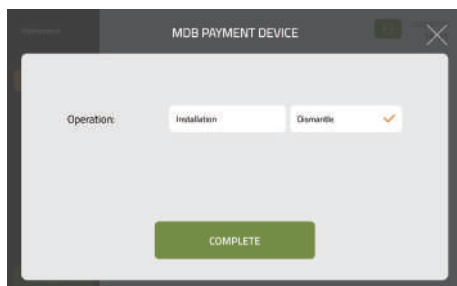 MDB PAYMENT DEVICE
Operation:
Installation
Dismantle
COMPLETE